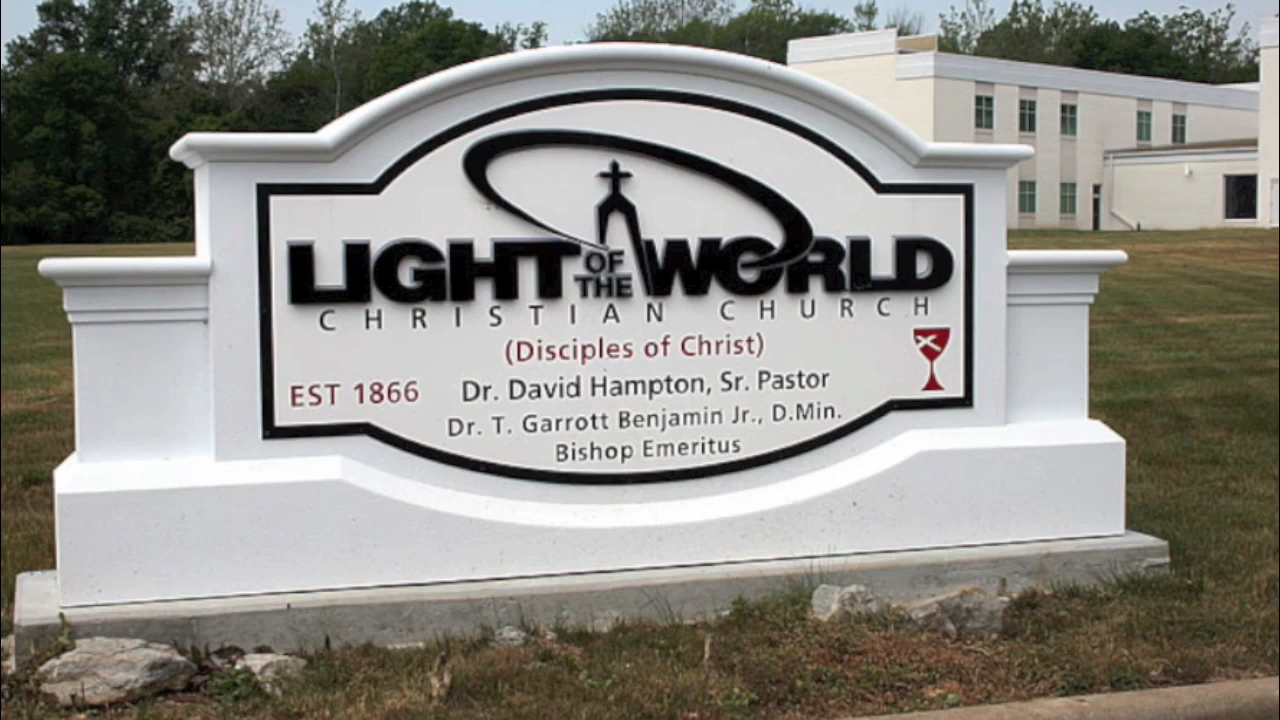 LIGHT OF THE WORLD
CHRISTIAN CHURCH
(Disciples of Christ)
EST 1866
Dr. David Hampton, Sr. Pastor
Dr. T. Garrott Benjamin Jr., D.Min.
Bishop Emeritus